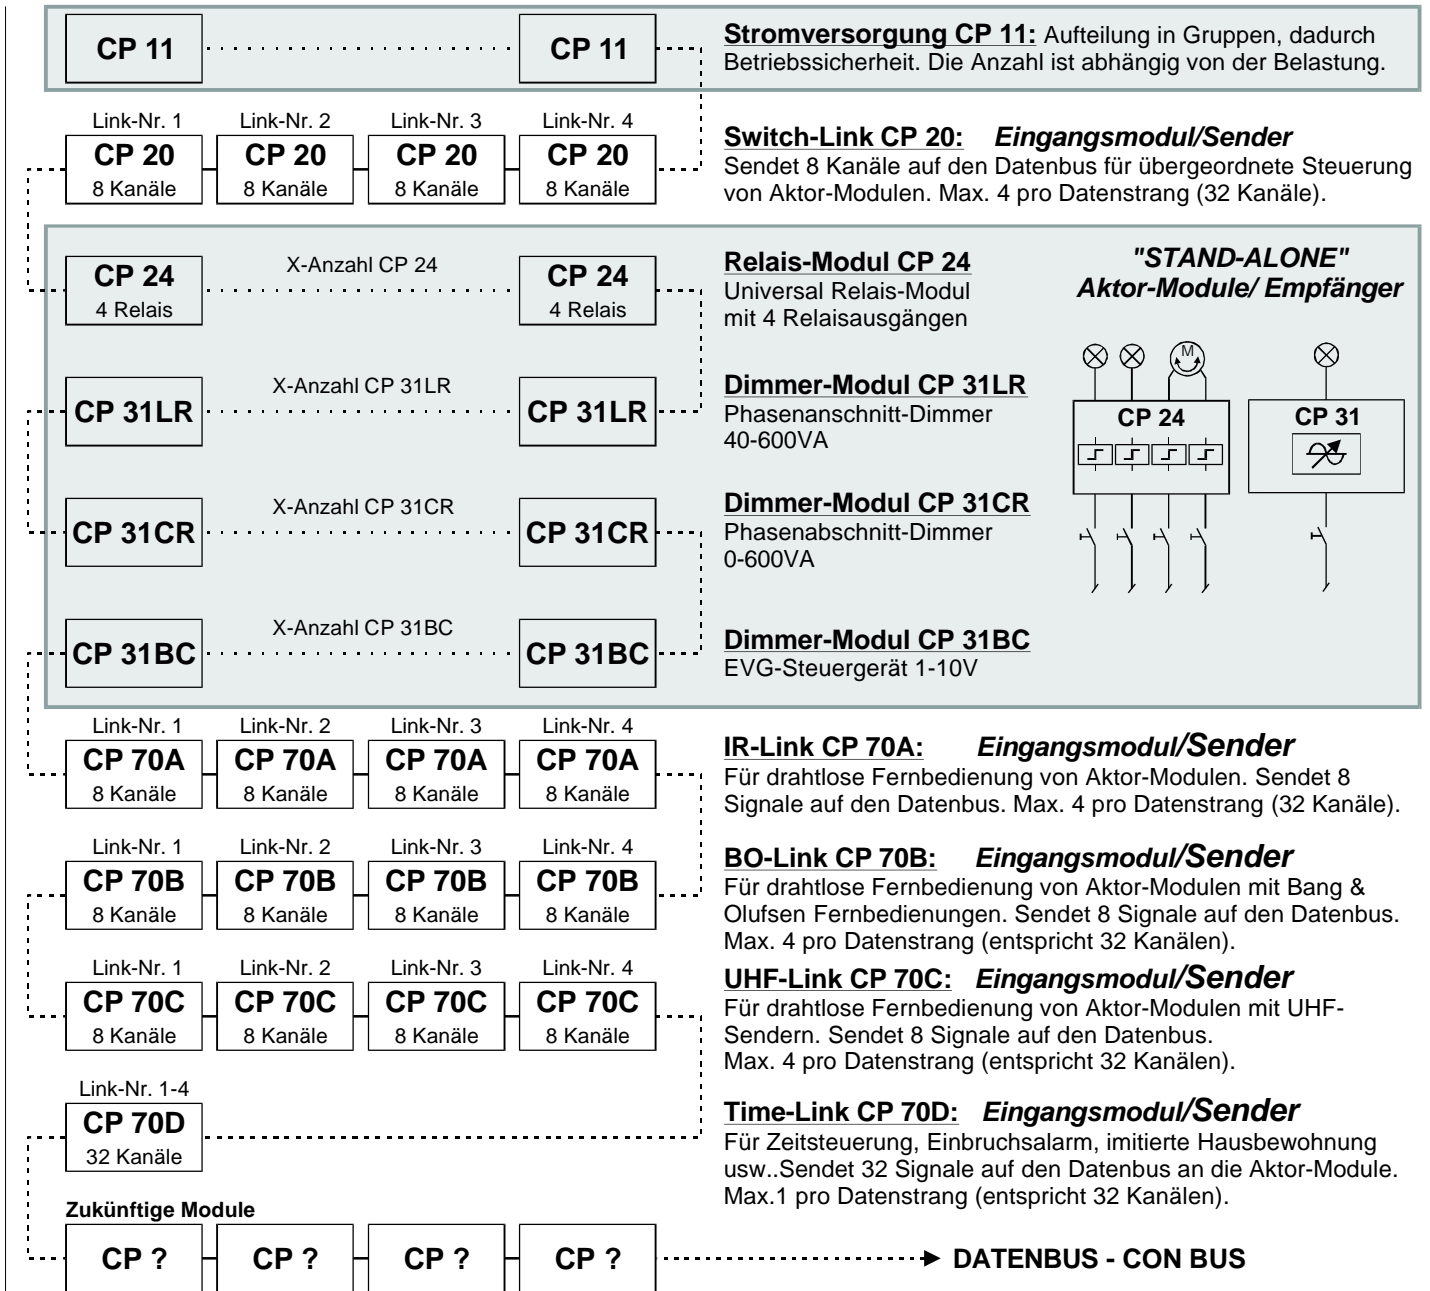 CP 11
CP 11
Stromversorgung CP 11: Aufteilung in Gruppen, dadurch
Betriebssicherheit. Die Anzahl ist abhängig von der Belastung.
Link-Nr. 1 Link-Nr. 2 Link-Nr. 3 Link-Nr. 4
CP 20 CP 20 CP 20 CP 20
8 Kanäle 8 Kanäle 8 Kanäle 8 Kanäle
Switch-Link CP 20: Eingangsmodul/Sender
Sendet 8 Kanäle auf den Datenbus für übergeordnete Steuerung
von Aktor-Modulen. Max. 4 pro Datenstrang (32 Kanäle).
X-Anzahl CP 24
CP 24 CP 24
4 Relais 4 Relais
Relais-Modul CP 24
Universal Relais-Modul
mit 4 Relaisausgängen
"STAND-ALONE"
Aktor-Module/ Empfänger
M
CP 24
CP 31
X-Anzahl CP 31LR
CP 31LR CP 31LR
Dimmer-Modul CP 31LR
Phasenanschnitt-Dimmer
40-600VA
X-Anzahl CP 31CR
CP 31CR CP 31CR
Dimmer-Modul CP 31CR
Phasenabschnitt-Dimmer
0-600VA
X-Anzahl CP 31BC
CP 31BC CP 31BC
Dimmer-Modul CP 31BC
EVG-Steuergerät 1-10V
Link-Nr. 1 Link-Nr. 2 Link-Nr. 3 Link-Nr. 4
CP 70A CP 70A CP 70A CP 70A
8 Kanäle 8 Kanäle 8 Kanäle 8 Kanäle
IR-Link CP 70A: Eingangsmodul/Sender
Für drahtlose Fernbedienung von Aktor-Modulen. Sendet 8
Signale auf den Datenbus. Max. 4 pro Datenstrang (32 Kanäle).
Link-Nr. 1 Link-Nr. 2 Link-Nr. 3 Link-Nr. 4
CP 70B CP 70B CP 70B CP 70B
8 Kanäle 8 Kanäle 8 Kanäle 8 Kanäle
BO-Link CP 70B: Eingangsmodul/Sender
Für drahtlose Fernbedienung von Aktor-Modulen mit Bang &
Olufsen Fernbedienungen. Sendet 8 Signale auf den Datenbus.
Max. 4 pro Datenstrang (entspricht 32 Kanälen).
Link-Nr. 1 Link-Nr. 2 Link-Nr. 3 Link-Nr. 4
CP 70C CP 70C CP 70C CP 70C
8 Kanäle 8 Kanäle 8 Kanäle 8 Kanäle
UHF-Link CP 70C: Eingangsmodul/Sender
Für drahtlose Fernbedienung von Aktor-Modulen mit UHF-
Sendern. Sendet 8 Signale auf den Datenbus.
Max. 4 pro Datenstrang (entspricht 32 Kanälen).
Link-Nr. 1-4
CP 70D
32 Kanäle
Time-Link CP 70D: Eingangsmodul/Sender
Für Zeitsteuerung, Einbruchsalarm, imitierte Hausbewohnung
usw..Sendet 32 Signale auf den Datenbus an die Aktor-Module.
Max.1 pro Datenstrang (entspricht 32 Kanälen).
Zukünftige Module
CP ? CP ? CP ? CP ?
DATENBUS - CON BUS